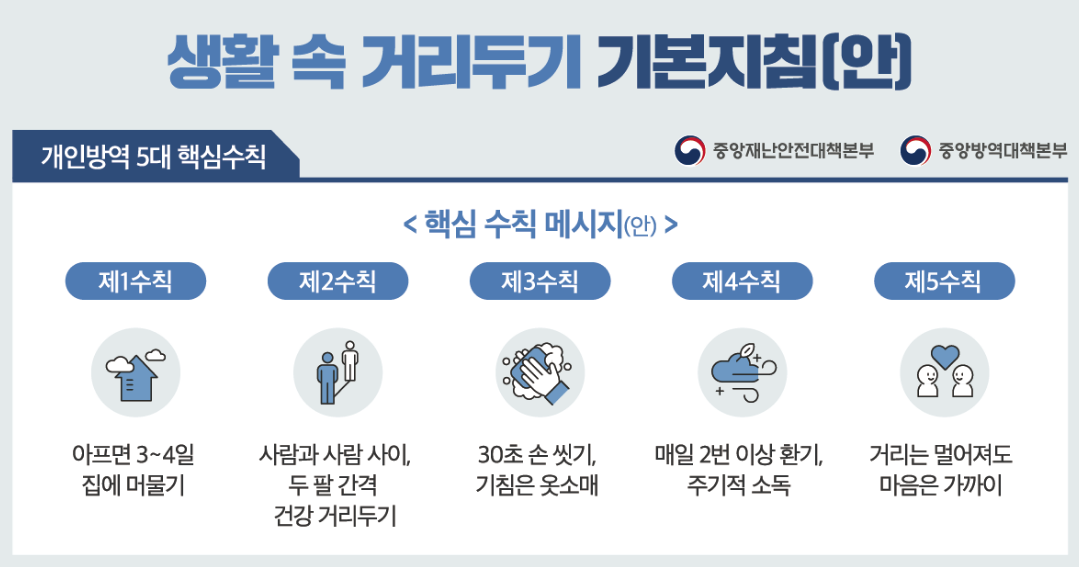 생활 속 거리두기 기본지침(안)
개인방역 5대 핵심수칙
중앙재난안전대책본부
중앙방역대책본부
< 핵심 수칙 메시지(안) >
제1수칙
아프면 3~4일
집에 머물기
제2수칙
사람과 사람 사이,
두 팔 간격
건강 거리두기
제3수칙
30초 손 씻기,
기침은 옷소매
제4수칙
매일 2번 이상 환기,
주기적 소독
제5수칙
거리는 멀어져도
마음은 가까이